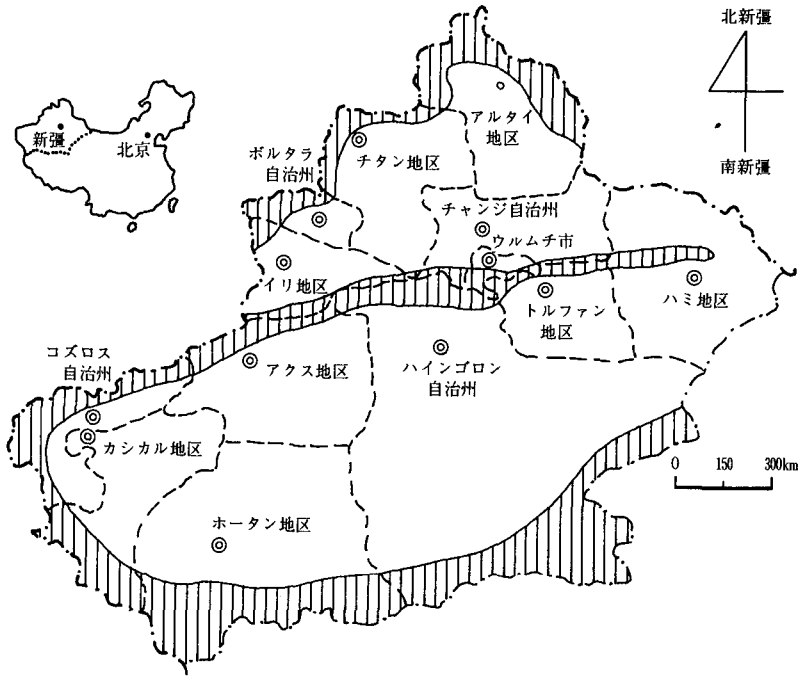 北新疆
南新疆
新疆
北京
アルタイ
地区
ボルタラ
自治州
チタン地区
チャンジ自治州
ウルムチ市
イリ地区
トルファン
地区
ハミ地区
コズロス
自治州
アクス地区
ハインゴロン
自治州
カシカル地区
ホータン地区
0 150 300km